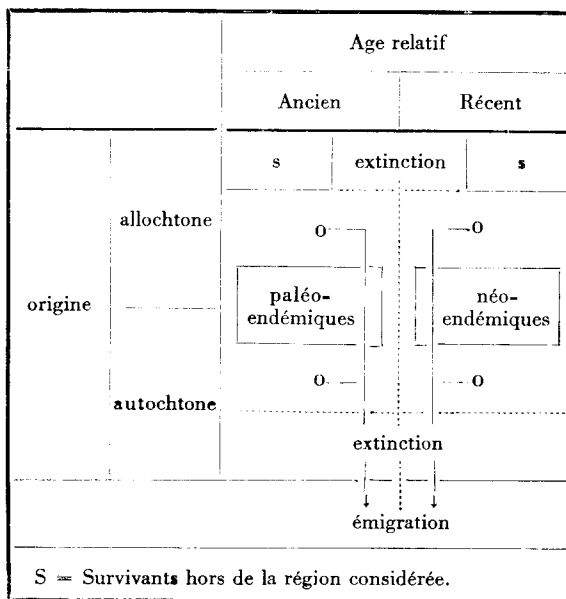 Age relatif
Ancien Récent
s extinction s
allochtone O O
origine paléo- néo-
endémiques endémiques
O O
autochtone
extinction
émigration
S = Survivants hors de la région considérée.